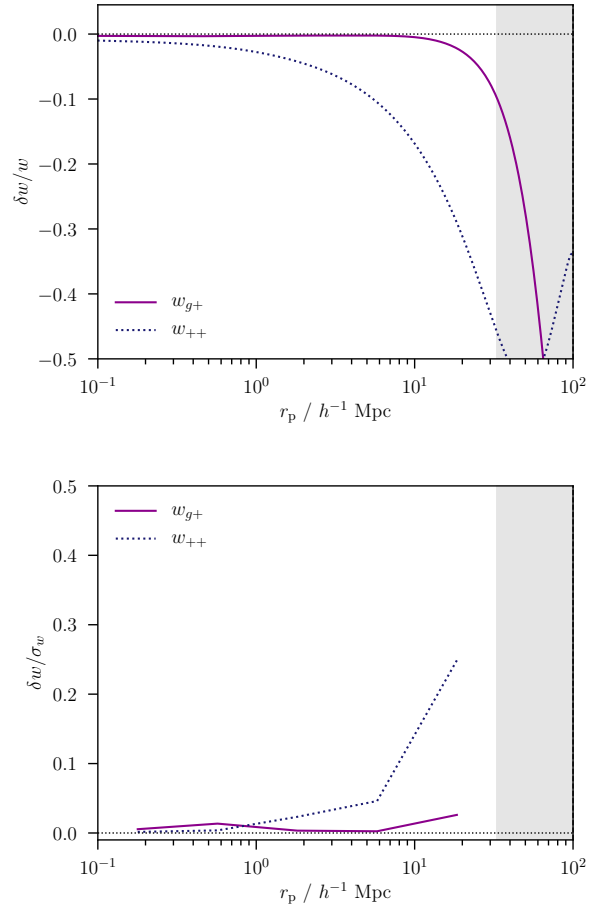 0.0
−0.1
−0.2
−0.3
−0.4
−0.5
δw/w
w_{g+}
w_{++}
10^{-1} 10^{0} 10^{1} 10^{2}
r_p / h^{-1} Mpc
0.5
0.4
0.3
0.2
0.1
0.0
δw/σ_w
w_{g+}
w_{++}
10^{-1} 10^{0} 10^{1} 10^{2}
r_p / h^{-1} Mpc